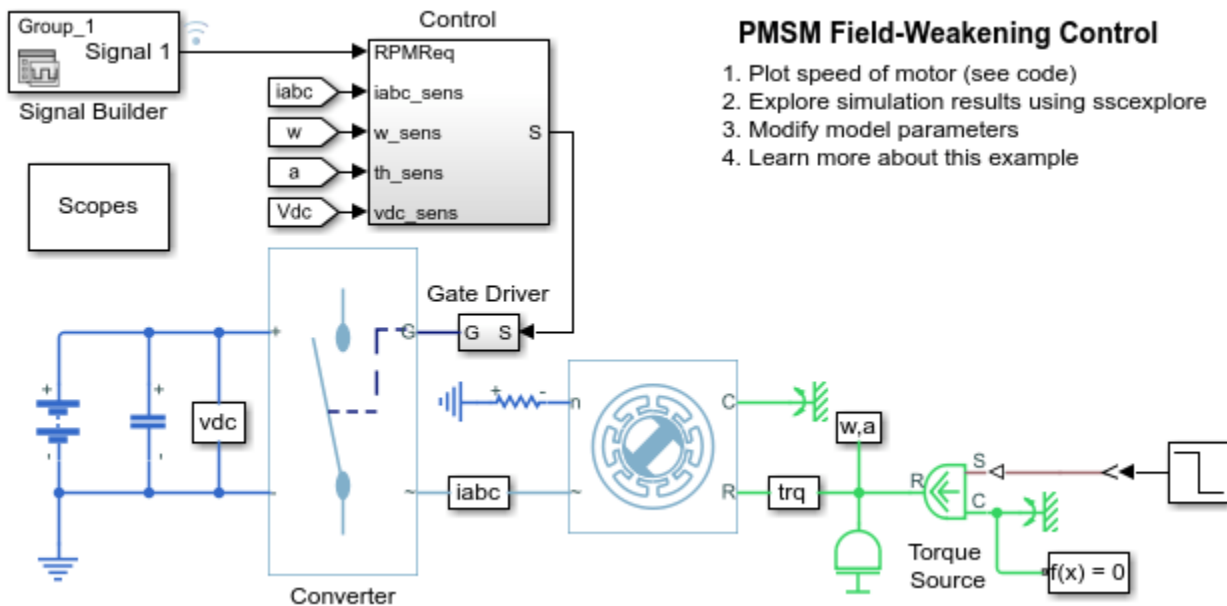 Group_1
Signal 1
Signal Builder
Control
RPMReq
iabc_sens
w_sens
th_sens
vdc_sens
S
iabc
w
a
Vdc
PMSM Field-Weakening Control
1. Plot speed of motor (see code)
2. Explore simulation results using sscexplore
3. Modify model parameters
4. Learn more about this example
Scopes
Gate Driver
G S
+
G
-
~
+
-
+
-
vdc
Converter
iabc
+ -
n
~
C
R
trq
w,a
S
R
C
Torque
Source
f(x) = 0